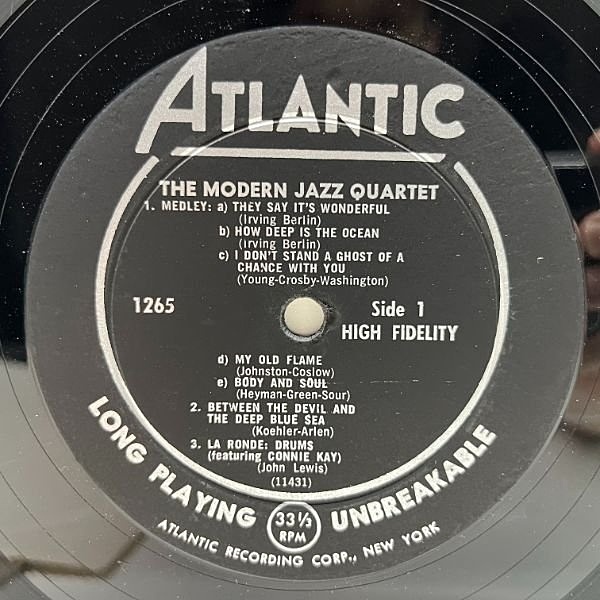 ATLANTIC
THE MODERN JAZZ QUARTET
1. MEDLEY: a) THEY SAY IT'S WONDERFUL
(Irving Berlin)
b) HOW DEEP IS THE OCEAN
(Irving Berlin)
c) I DON'T STAND A GHOST OF A
CHANCE WITH YOU
(Young-Crosby-Washington)
1265
Side 1
HIGH FIDELITY
d) MY OLD FLAME
(Johnston-Coslow)
e) BODY AND SOUL
(Heyman-Green-Sour)
2. BETWEEN THE DEVIL AND
THE DEEP BLUE SEA
(Koehler-Arlen)
3. LA RONDE: DRUMS
(featuring CONNIE KAY)
(John Lewis)
(11431)
LONG PLAYING 33 1/3 RPM UNBREAKABLE
ATLANTIC RECORDING CORP., NEW YORK